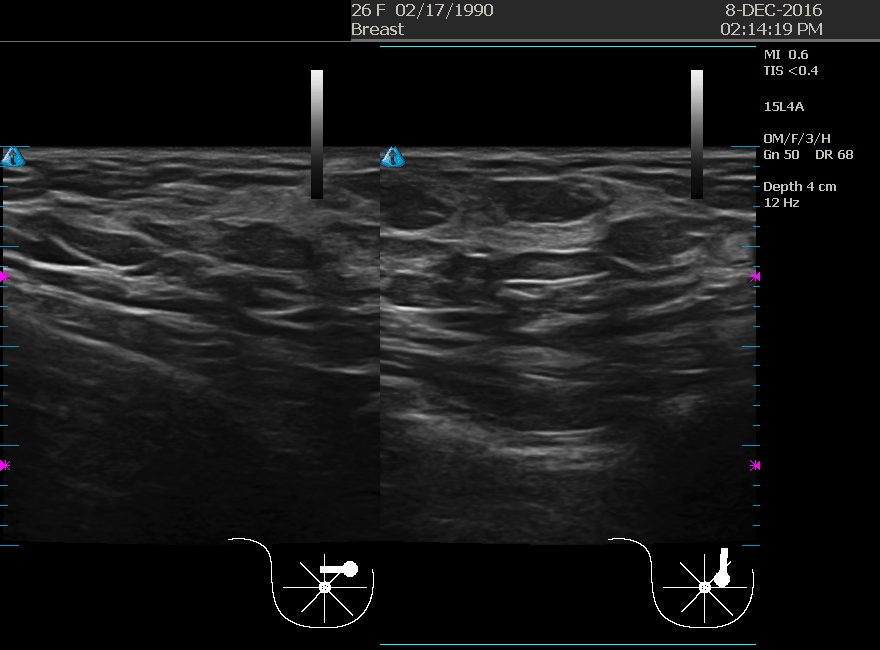 26 F 02/17/1990
8-DEC-2016
Breast
02:14:19 PM
MI 0.6
TIS <0.4
15L4A
OM/F/3/H
Gn 50 DR 68
Depth 4 cm
12 Hz